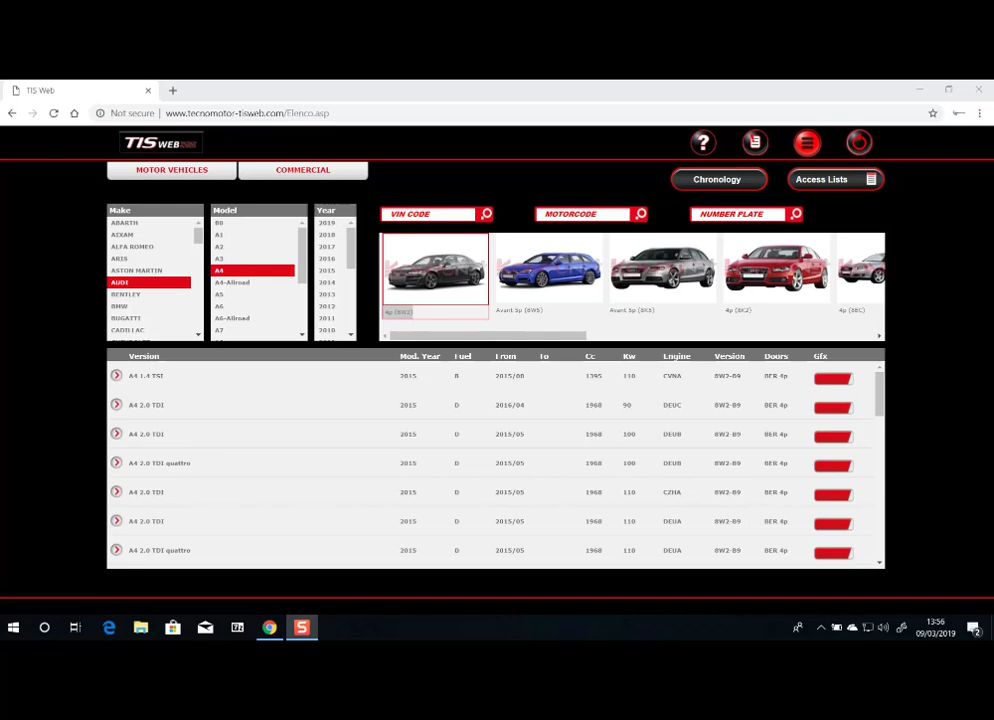 TIS Web
Not secure | www.tecnomotor-tisweb.com/Elenco.asp
TIS WEB
?
MOTOR VEHICLES COMMERCIAL
Chronology Access Lists
Make Model Year
VIN CODE MOTORCODE NUMBER PLATE
ABARTH 80 2019
AIXAM A1 2018
ALFA ROMEO A2 2017
ARIS A3 2016
ASTON MARTIN A4 2015
AUDI A4-Allroad 2014
BENTLEY A5 2013
BMW A6 2012
BUGATTI A6-Allroad 2011
CADILLAC A7 2010
4p (8W2) Avant 5p (8W5) Avant 5p (8K5) 4p (8K2) 4p (8EC)
Version Mod. Year Fuel From To Cc Kw Engine Version Doors Gfx
A4 1.4 TSI 2015 B 2015/08 1395 110 CVNA 8W2-B9 BER 4p
A4 2.0 TDI 2015 D 2016/04 1968 90 DEUC 8W2-B9 BER 4p
A4 2.0 TDI 2015 D 2015/05 1968 100 DEUB 8W2-B9 BER 4p
A4 2.0 TDI quattro 2015 D 2015/05 1968 100 DEUB 8W2-B9 BER 4p
A4 2.0 TDI 2015 D 2015/05 1968 110 CZHA 8W2-B9 BER 4p
A4 2.0 TDI 2015 D 2015/05 1968 110 DEUA 8W2-B9 BER 4p
A4 2.0 TDI quattro 2015 D 2015/05 1968 110 DEUA 8W2-B9 BER 4p
13:56
09/03/2019
2